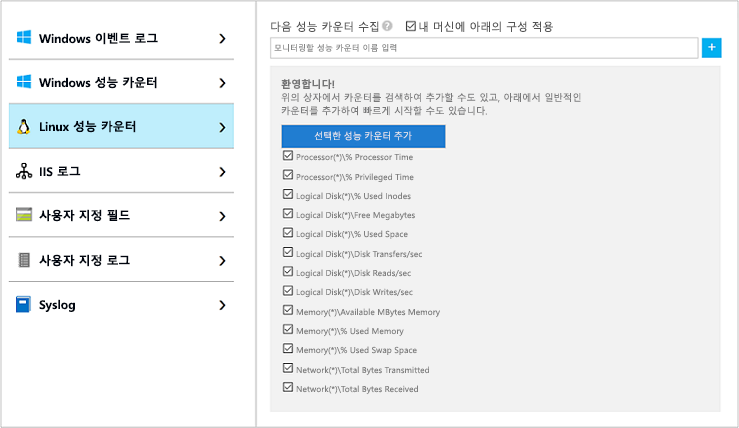 Windows 이벤트 로그
Windows 성능 카운터
Linux 성능 카운터
IIS 로그
사용자 지정 필드
사용자 지정 로그
Syslog
다음 성능 카운터 수집 ? 내 머신에 아래의 구성 적용
모니터링할 성능 카운터 이름 입력
+
환영합니다!
위의 상자에서 카운터를 검색하여 추가할 수도 있고, 아래에서 일반적인
카운터를 추가하여 빠르게 시작할 수도 있습니다.
선택한 성능 카운터 추가
Processor(*)\% Processor Time
Processor(*)\% Privileged Time
Logical Disk(*)\% Used Inodes
Logical Disk(*)\Free Megabytes
Logical Disk(*)\% Used Space
Logical Disk(*)\Disk Transfers/sec
Logical Disk(*)\Disk Reads/sec
Logical Disk(*)\Disk Writes/sec
Memory(*)\Available MBytes Memory
Memory(*)\% Used Memory
Memory(*)\% Used Swap Space
Network(*)\Total Bytes Transmitted
Network(*)\Total Bytes Received